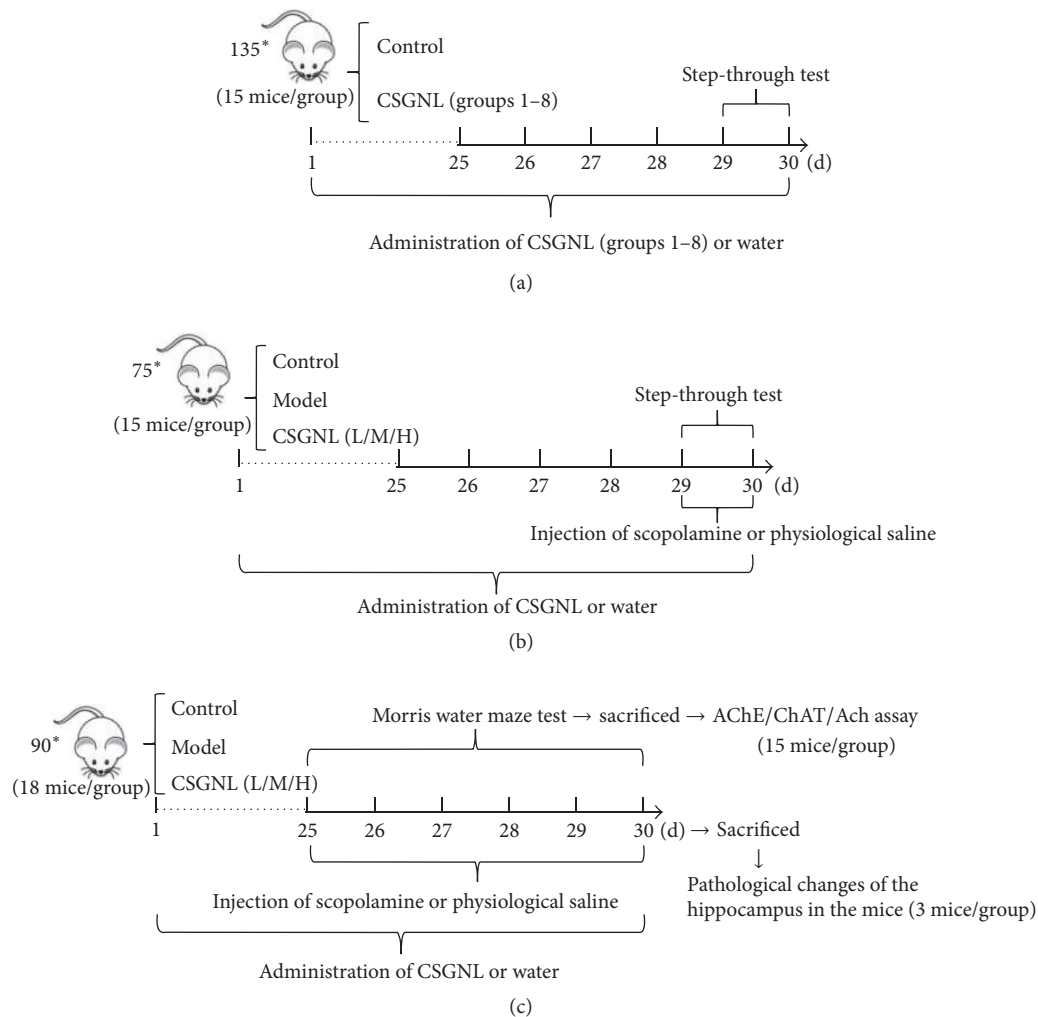 135*
(15 mice/group)
Control
CSGNL (groups 1–8)
Step-through test
1 25 26 27 28 29 30 (d)
Administration of CSGNL (groups 1–8) or water
(a)
75*
(15 mice/group)
Control
Model
CSGNL (L/M/H)
Step-through test
1 25 26 27 28 29 30 (d)
Injection of scopolamine or physiological saline
Administration of CSGNL or water
(b)
90*
(18 mice/group)
Control
Model
CSGNL (L/M/H)
Morris water maze test → sacrificed → AChE/ChAT/Ach assay
(15 mice/group)
1 25 26 27 28 29 30 (d) → Sacrificed
↓
Pathological changes of the
hippocampus in the mice (3 mice/group)
Injection of scopolamine or physiological saline
Administration of CSGNL or water
(c)